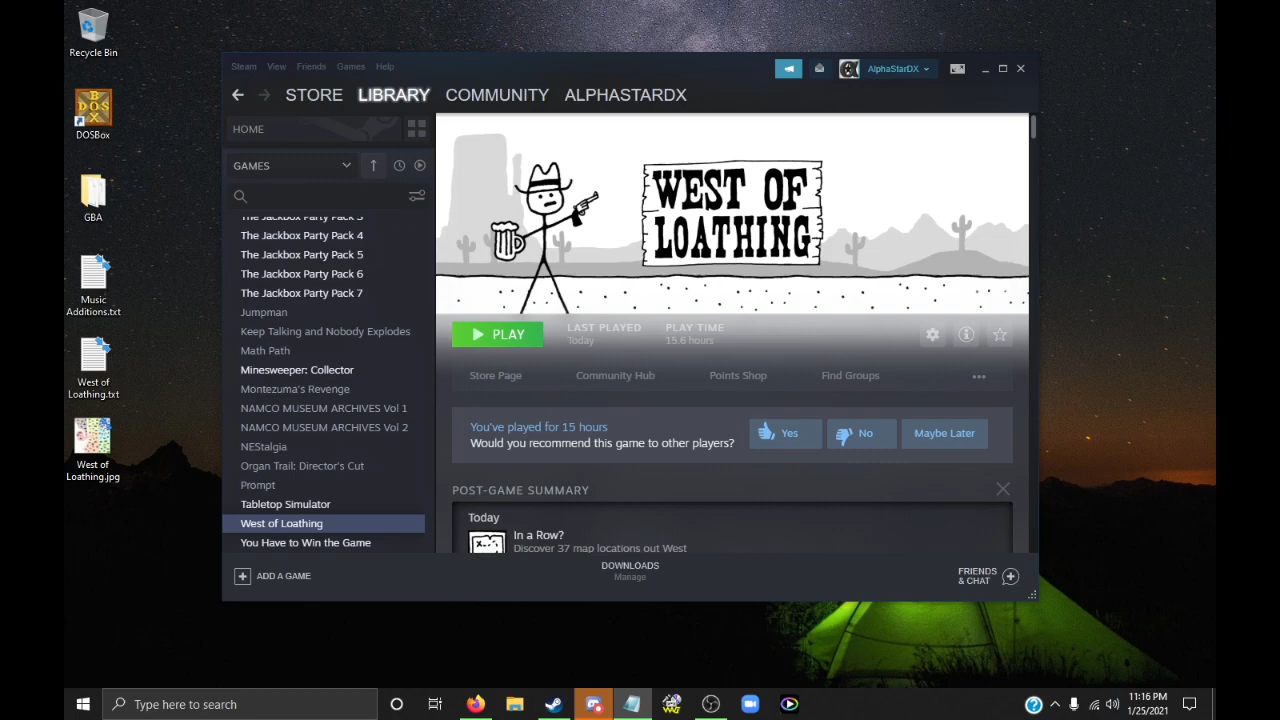 Recycle Bin
DOSBox
GBA
Music
Additions.txt
West of
Loathing.txt
West of
Loathing.jpg
Steam View Friends Games Help
AlphaStarDX
STORE LIBRARY COMMUNITY ALPHASTARDX
HOME
GAMES
The Jackbox Party Pack 3
The Jackbox Party Pack 4
The Jackbox Party Pack 5
The Jackbox Party Pack 6
The Jackbox Party Pack 7
Jumpman
Keep Talking and Nobody Explodes
Math Path
Minesweeper: Collector
Montezuma's Revenge
NAMCO MUSEUM ARCHIVES Vol 1
NAMCO MUSEUM ARCHIVES Vol 2
NEStalgia
Organ Trail: Director's Cut
Prompt
Tabletop Simulator
West of Loathing
You Have to Win the Game
WEST OF
LOATHING
PLAY
LAST PLAYED
Today
PLAY TIME
15.6 hours
Store Page Community Hub Points Shop Find Groups
You've played for 15 hours
Would you recommend this game to other players?
Yes No Maybe Later
POST-GAME SUMMARY
Today
In a Row?
Discover 37 map locations out West
ADD A GAME
DOWNLOADS
Manage
FRIENDS
& CHAT
Type here to search
11:16 PM
1/25/2021